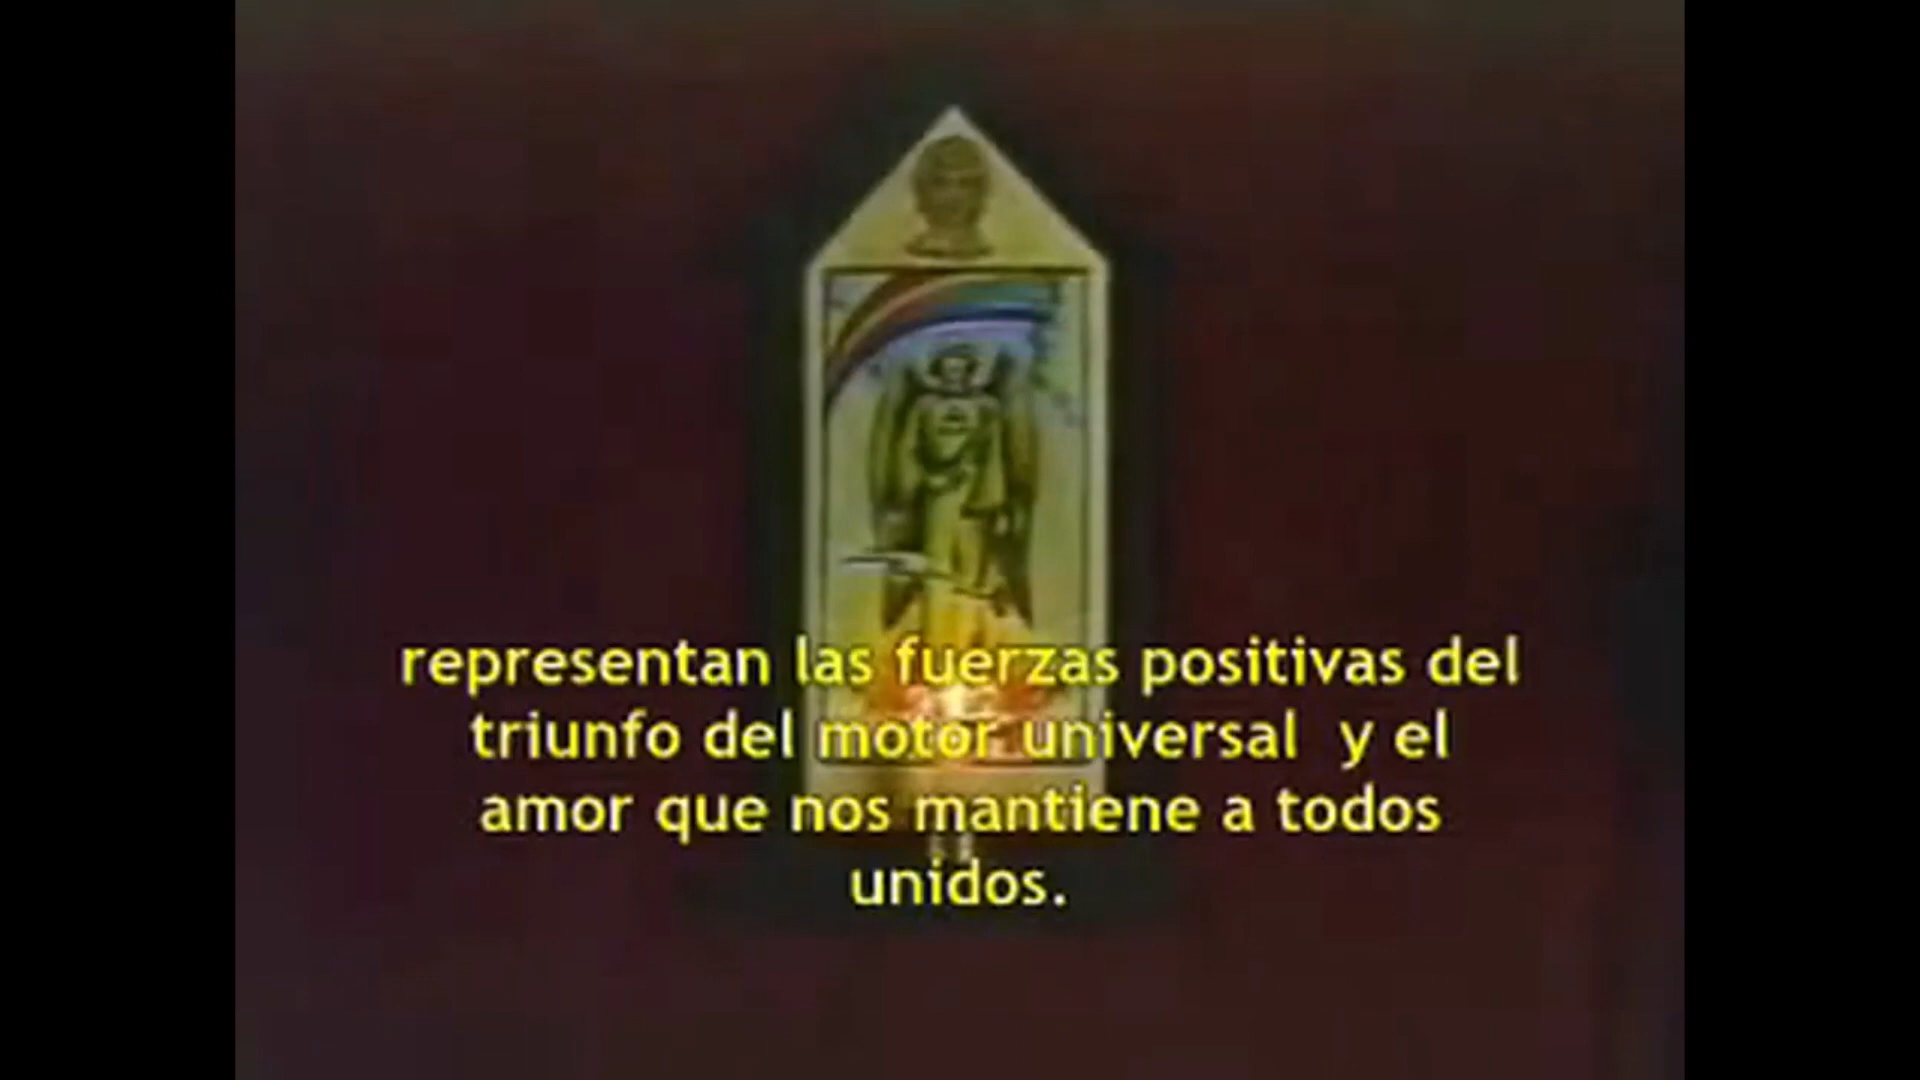 representan las fuerzas positivas del
triunfo del motor universal  y el
amor que nos mantiene a todos
unidos.